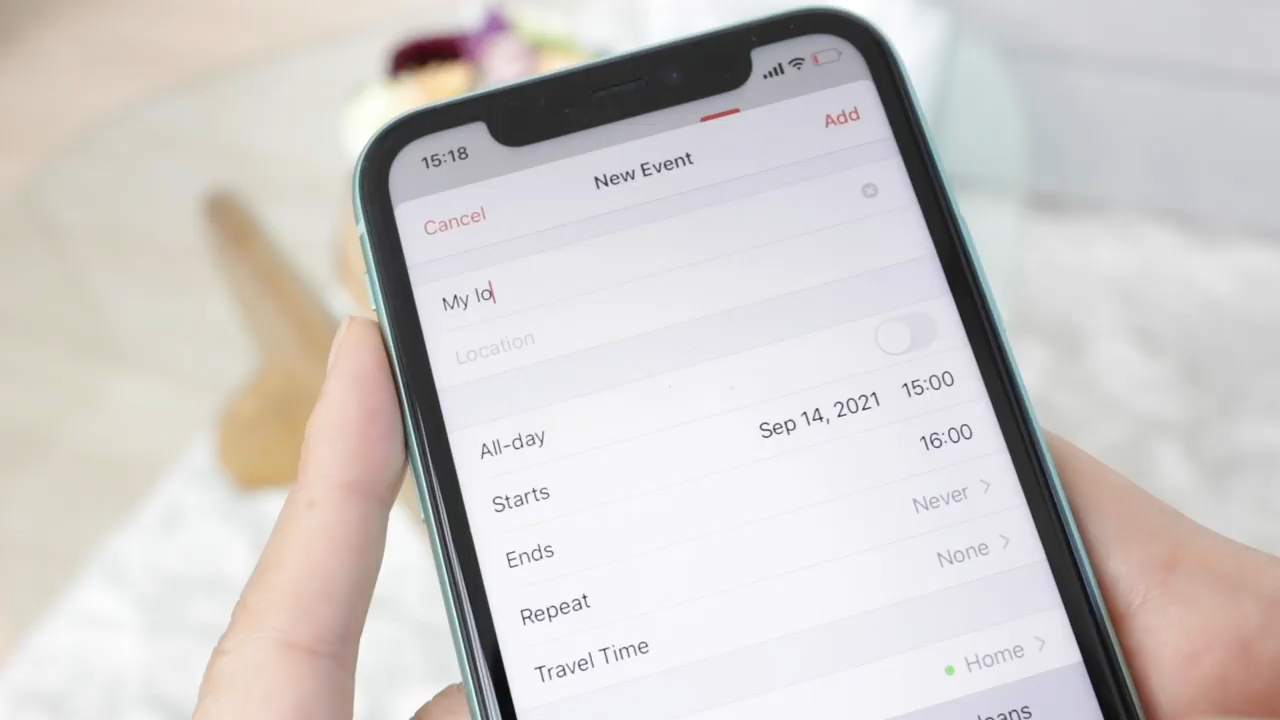 15:18
Cancel New Event Add
My lo
Location
All-day
Starts Sep 14, 2021 15:00
Ends 16:00
Repeat Never
Travel Time None
Home